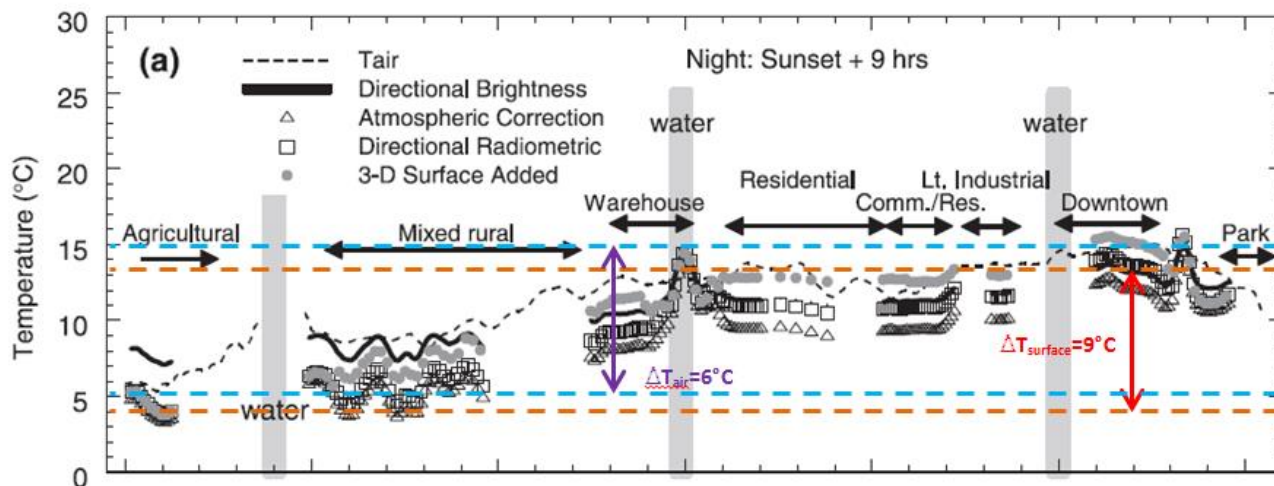 30
25
20
15
10
5
0
Temperature (°C)
(a)
Tair
Directional Brightness
Atmospheric Correction
Directional Radiometric
3-D Surface Added
Night: Sunset + 9 hrs
water
water
water
Agricultural
Mixed rural
Warehouse
Residential
Comm./Res.
Lt. Industrial
Downtown
Park
ΔTair=6°C
ΔTsurface=9°C